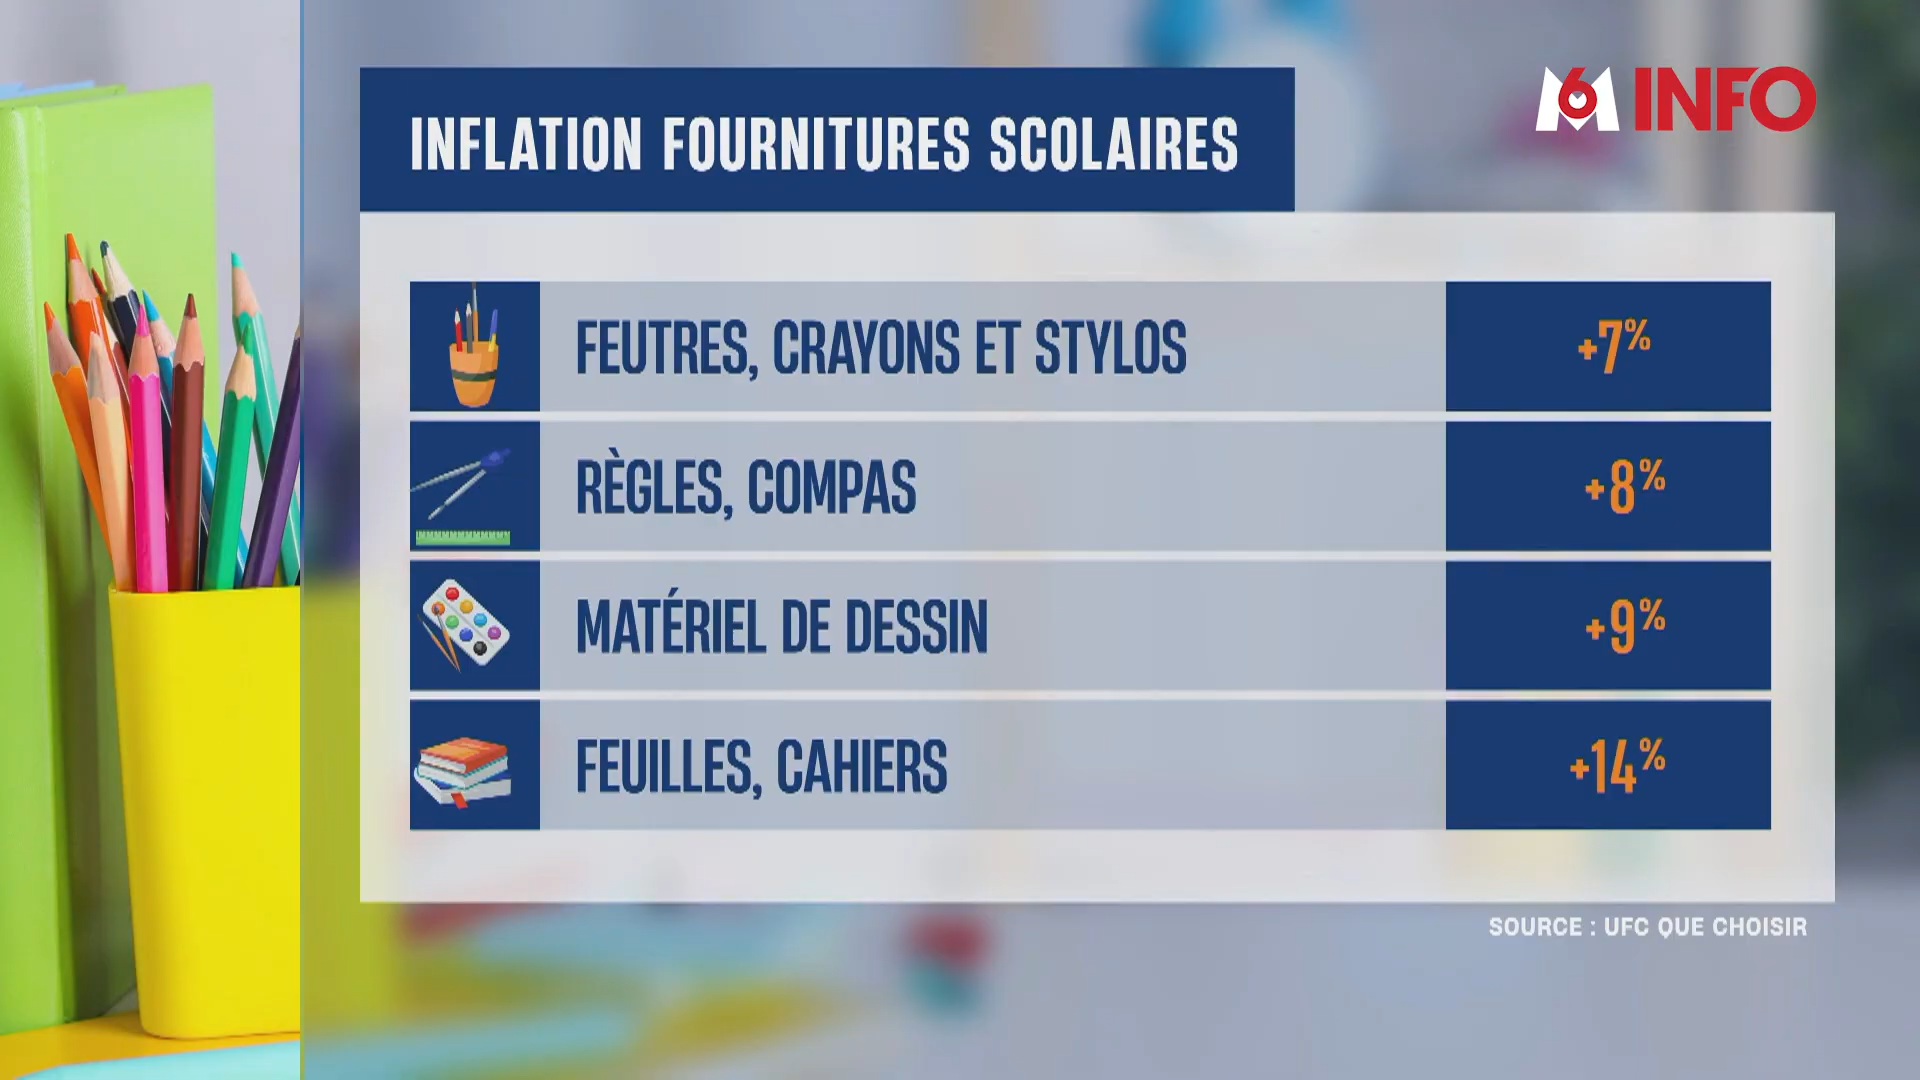 M6 INFO
INFLATION FOURNITURES SCOLAIRES
FEUTRES, CRAYONS ET STYLOS +7%
RÈGLES, COMPAS +8%
MATÉRIEL DE DESSIN +9%
FEUILLES, CAHIERS +14%
SOURCE : UFC QUE CHOISIR